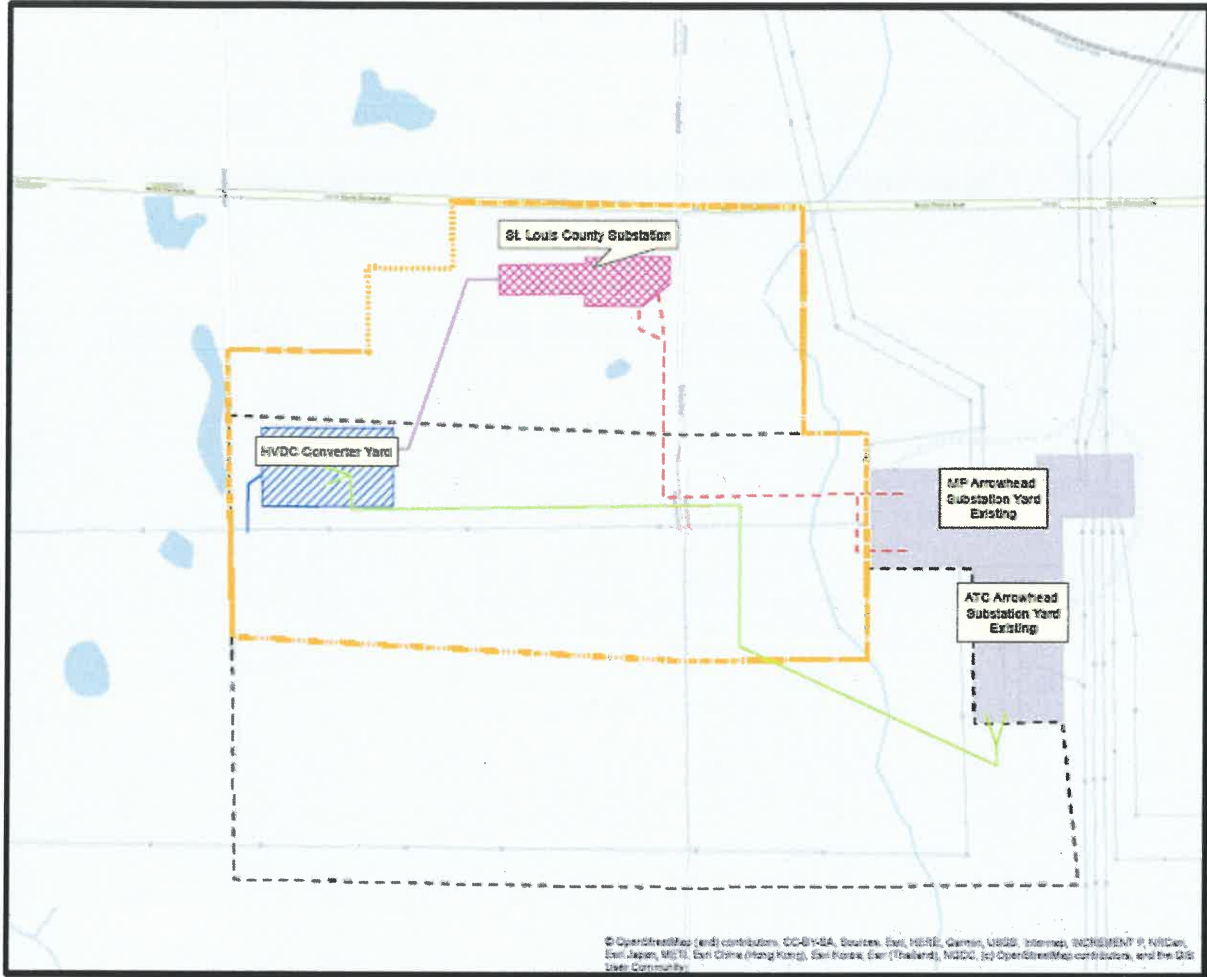 St. Louis County Substation
HVDC Converter Yard
MP Arrowhead
Substation Yard
Existing
ATC Arrowhead
Substation Yard
Existing
© OpenStreetMap (and) contributors, CC-BY-SA, Sources: Esri, HERE, Garmin, USGS, Intermap, INCREMENT P, NRCan,
Esri Japan, METI, Esri China (Hong Kong), Esri Korea, Esri (Thailand), NGCC, (c) OpenStreetMap contributors, and the GIS
User Community